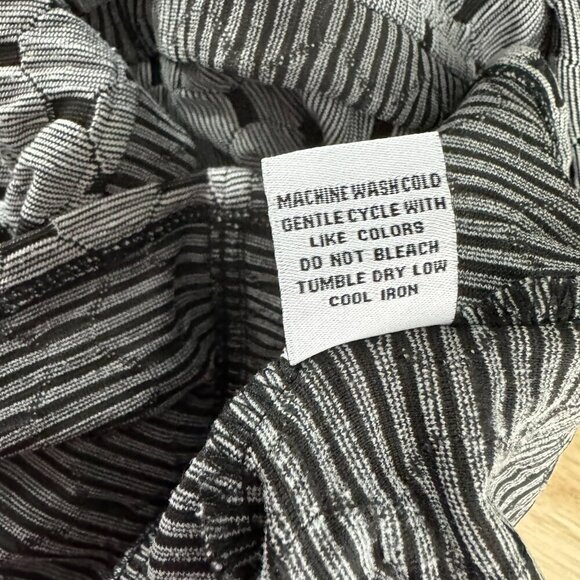 MACHINE WASH COLD
GENTLE CYCLE WITH
LIKE COLORS
DO NOT BLEACH
TUMBLE DRY LOW
COOL IRON